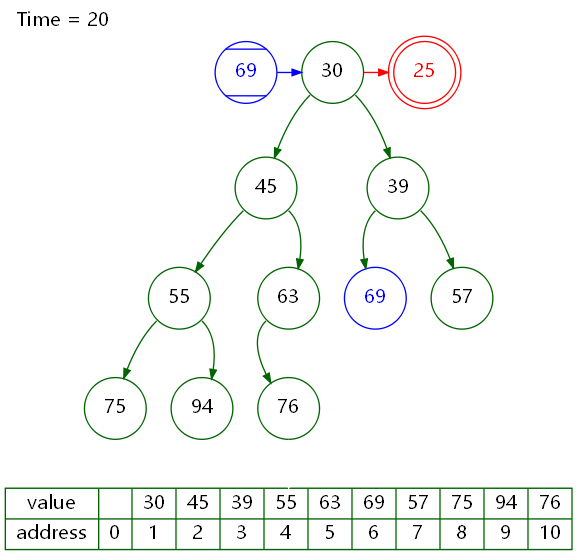 Time = 20
69 30 25
45 39
55 63 69 57
75 94 76
value 30 45 39 55 63 69 57 75 94 76
address 0 1 2 3 4 5 6 7 8 9 10